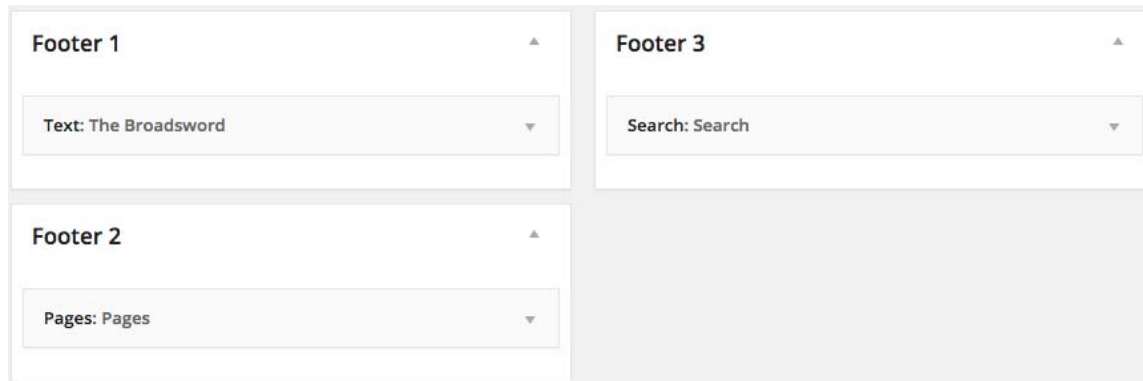 Footer 1
Text: The Broadsword
Footer 2
Pages: Pages
Footer 3
Search: Search